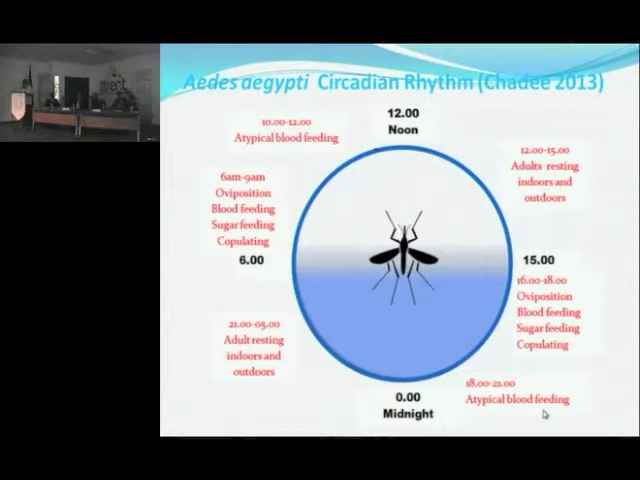 Aedes aegypti Circadian Rhythm (Chadee 2013)
12.00
Noon
10.00-12.00
Atypical blood feeding
12.00-15.00
Adults resting
indoors and
outdoors
6am-9am
Oviposition
Blood feeding
Sugar feeding
Copulating
6.00
15.00
16.00-18.00
Oviposition
Blood feeding
Sugar feeding
Copulating
21.00-05.00
Adult resting
indoors and
outdoors
18.00-21.00
Atypical blood feeding
0.00
Midnight